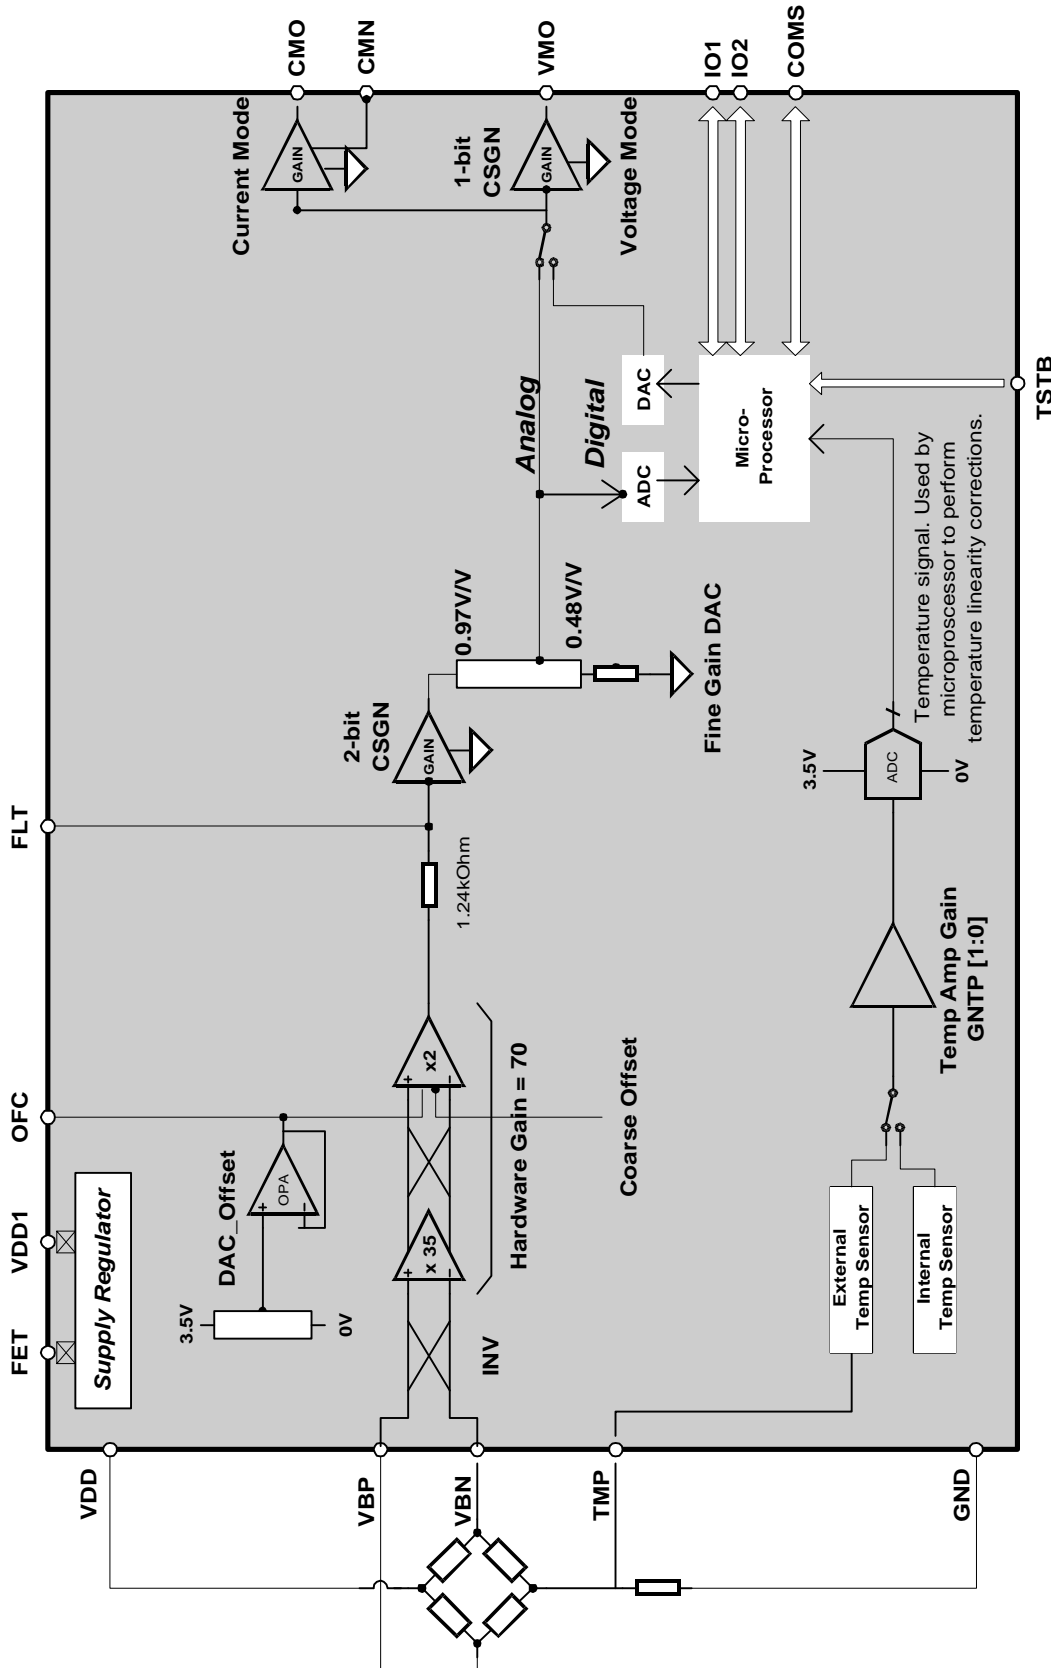 FET
VDD1
OFC
FLT
VDD
VBP
VBN
TMP
GND
Supply Regulator
3.5V
0V
DAC_Offset
OPA
+
–
INV
+
–
x 35
+
–
x2
Hardware Gain = 70
Coarse Offset
1.24kOhm
2-bit
CSGN
GAIN
0.97V/V
0.48V/V
Fine Gain DAC
Analog
Digital
ADC
DAC
Micro-
Processor
Current Mode
GAIN
1-bit
CSGN
GAIN
Voltage Mode
CMO
CMN
VMO
IO1
IO2
COMS
TSTB
External
Temp Sensor
Internal
Temp Sensor
Temp Amp Gain
GNTP [1:0]
3.5V
ADC
0V
Temperature signal. Used by
microproscessor to perform
temperature linearity corrections.